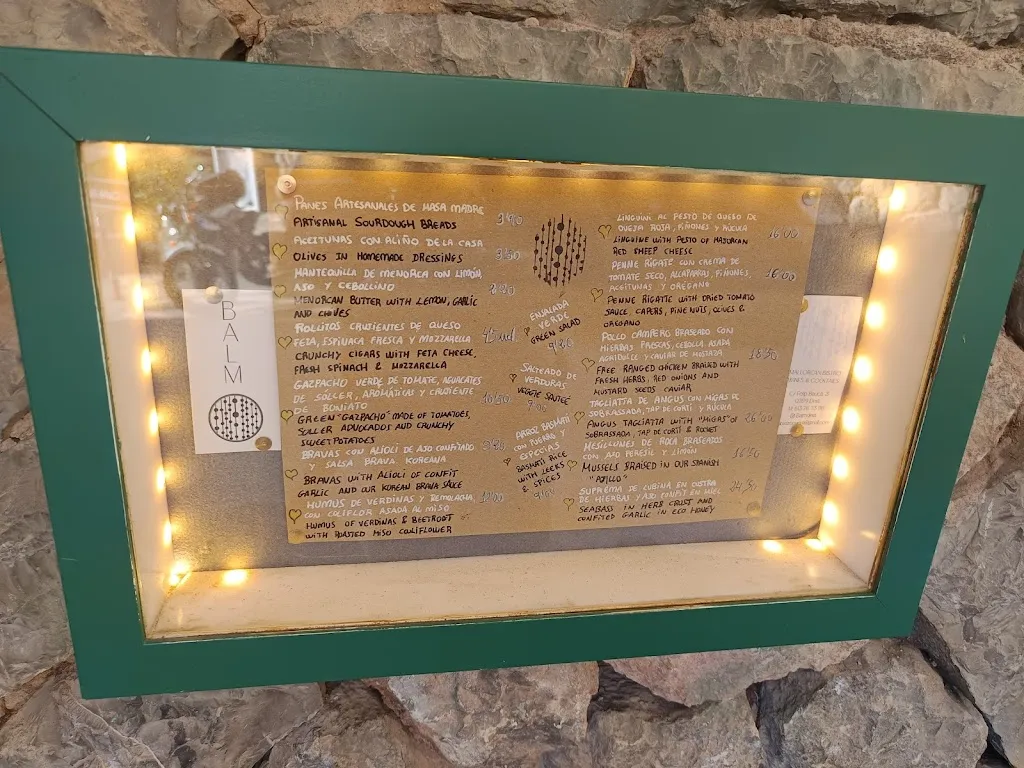 BALM
PANES ARTESANALES DE MASA MADRE
ARTISANAL SOURDOUGH BREADS 3'90
ACEITUNAS CON ALIÑO DE LA CASA
OLIVES IN HOMEMADE DRESSINGS 3'50
MANTEQUILLA DE MENORCA CON LIMÓN,
AJO Y CEBOLLINO
MENORCAN BUTTER WITH LEMON, GARLIC
AND CHIVES
ROLLITOS CRUJIENTES DE QUESO
FETA, ESPINACA FRESCA Y MOZZARELLA
CRUNCHY CIGARS WITH FETA CHEESE,
FRESH SPINACH & MOZZARELLA
GAZPACHO VERDE DE TOMATE, AGUACATES
DE SÓLLER, AROMÁTICAS Y CRUJIENTE
DE BONIATO
GREEN "GAZPACHO" MADE OF TOMATOES,
SOLLER ADVOCADOS AND CRUNCHY
SWEET POTATOES
BRAVAS CON ALIOLI DE AJO CONFITADO
Y SALSA BRAVA KOREANA
BRAVAS WITH ALIOLI OF CONFIT
GARLIC AND OUR KOREAN BRAVA SAUCE
HUMUS DE VERDINAS Y REMOLACHA,
CON COLIFLOR ASADA AL MISO
HUMUS OF VERDINAS & BEETROOT
WITH ROASTED MISO CAULIFLOWER
ENSALADA
VERDE
GREEN SALAD
SALTEADO DE
VERDURAS
VEGGIE SAUTEÉ
ARROZ BASMATI
CON PUERRO Y
ESPECIAS
BASMATI RICE
WITH LEEKS
& SPICES
LINGUINI AL PESTO DE QUESO DE
OVEJA ROJA, PIÑONES Y RÚCULA 16'00
LINGUINE WITH PESTO OF MAJORCAN
RED SHEEP CHEESE
PENNE RIGATE CON CREMA DE
TOMATE SECO, ALCAPARRAS, PIÑONES, 16'00
ACEITUNAS Y ORÉGANO
PENNE RIGATTE WITH DRIED TOMATO
SAUCE, CAPERS, PINE NUTS, OLIVES &
OREGANO
POLLO CAMPERO BRASEADO CON
HIERBAS FRESCAS, CEBOLLA ASADA
AGRIDULCE Y CAVIAR DE MOSTAZA 18'50
FREE RANGED CHICKEN BRAISED WITH
FRESH HERBS, RED ONIONS AND
MUSTARD SEEDS CAVIAR
TAGLIATTA DE ANGUS CON MIGAS DE
SOBRASSADA, TAP DE CORTÍ Y RÚCULA
ANGUS TAGLIATTA WITH "MIGAS" OF
SOBRASSADA, TAP DE CORTÍ & ROCKET
MEJILLONES DE ROCA BRASEADOS
CON AJO PEREJIL Y LIMÓN
MUSSELS BRAISED IN OUR SPANISH
"AJILLO"
SUPREMA DE LUBINA EN COSTRA
DE HIERBAS Y AJO CONFIT EN MIEL
SEABASS IN HERB CRUST AND
CONFITED GARLIC IN ECO HONEY